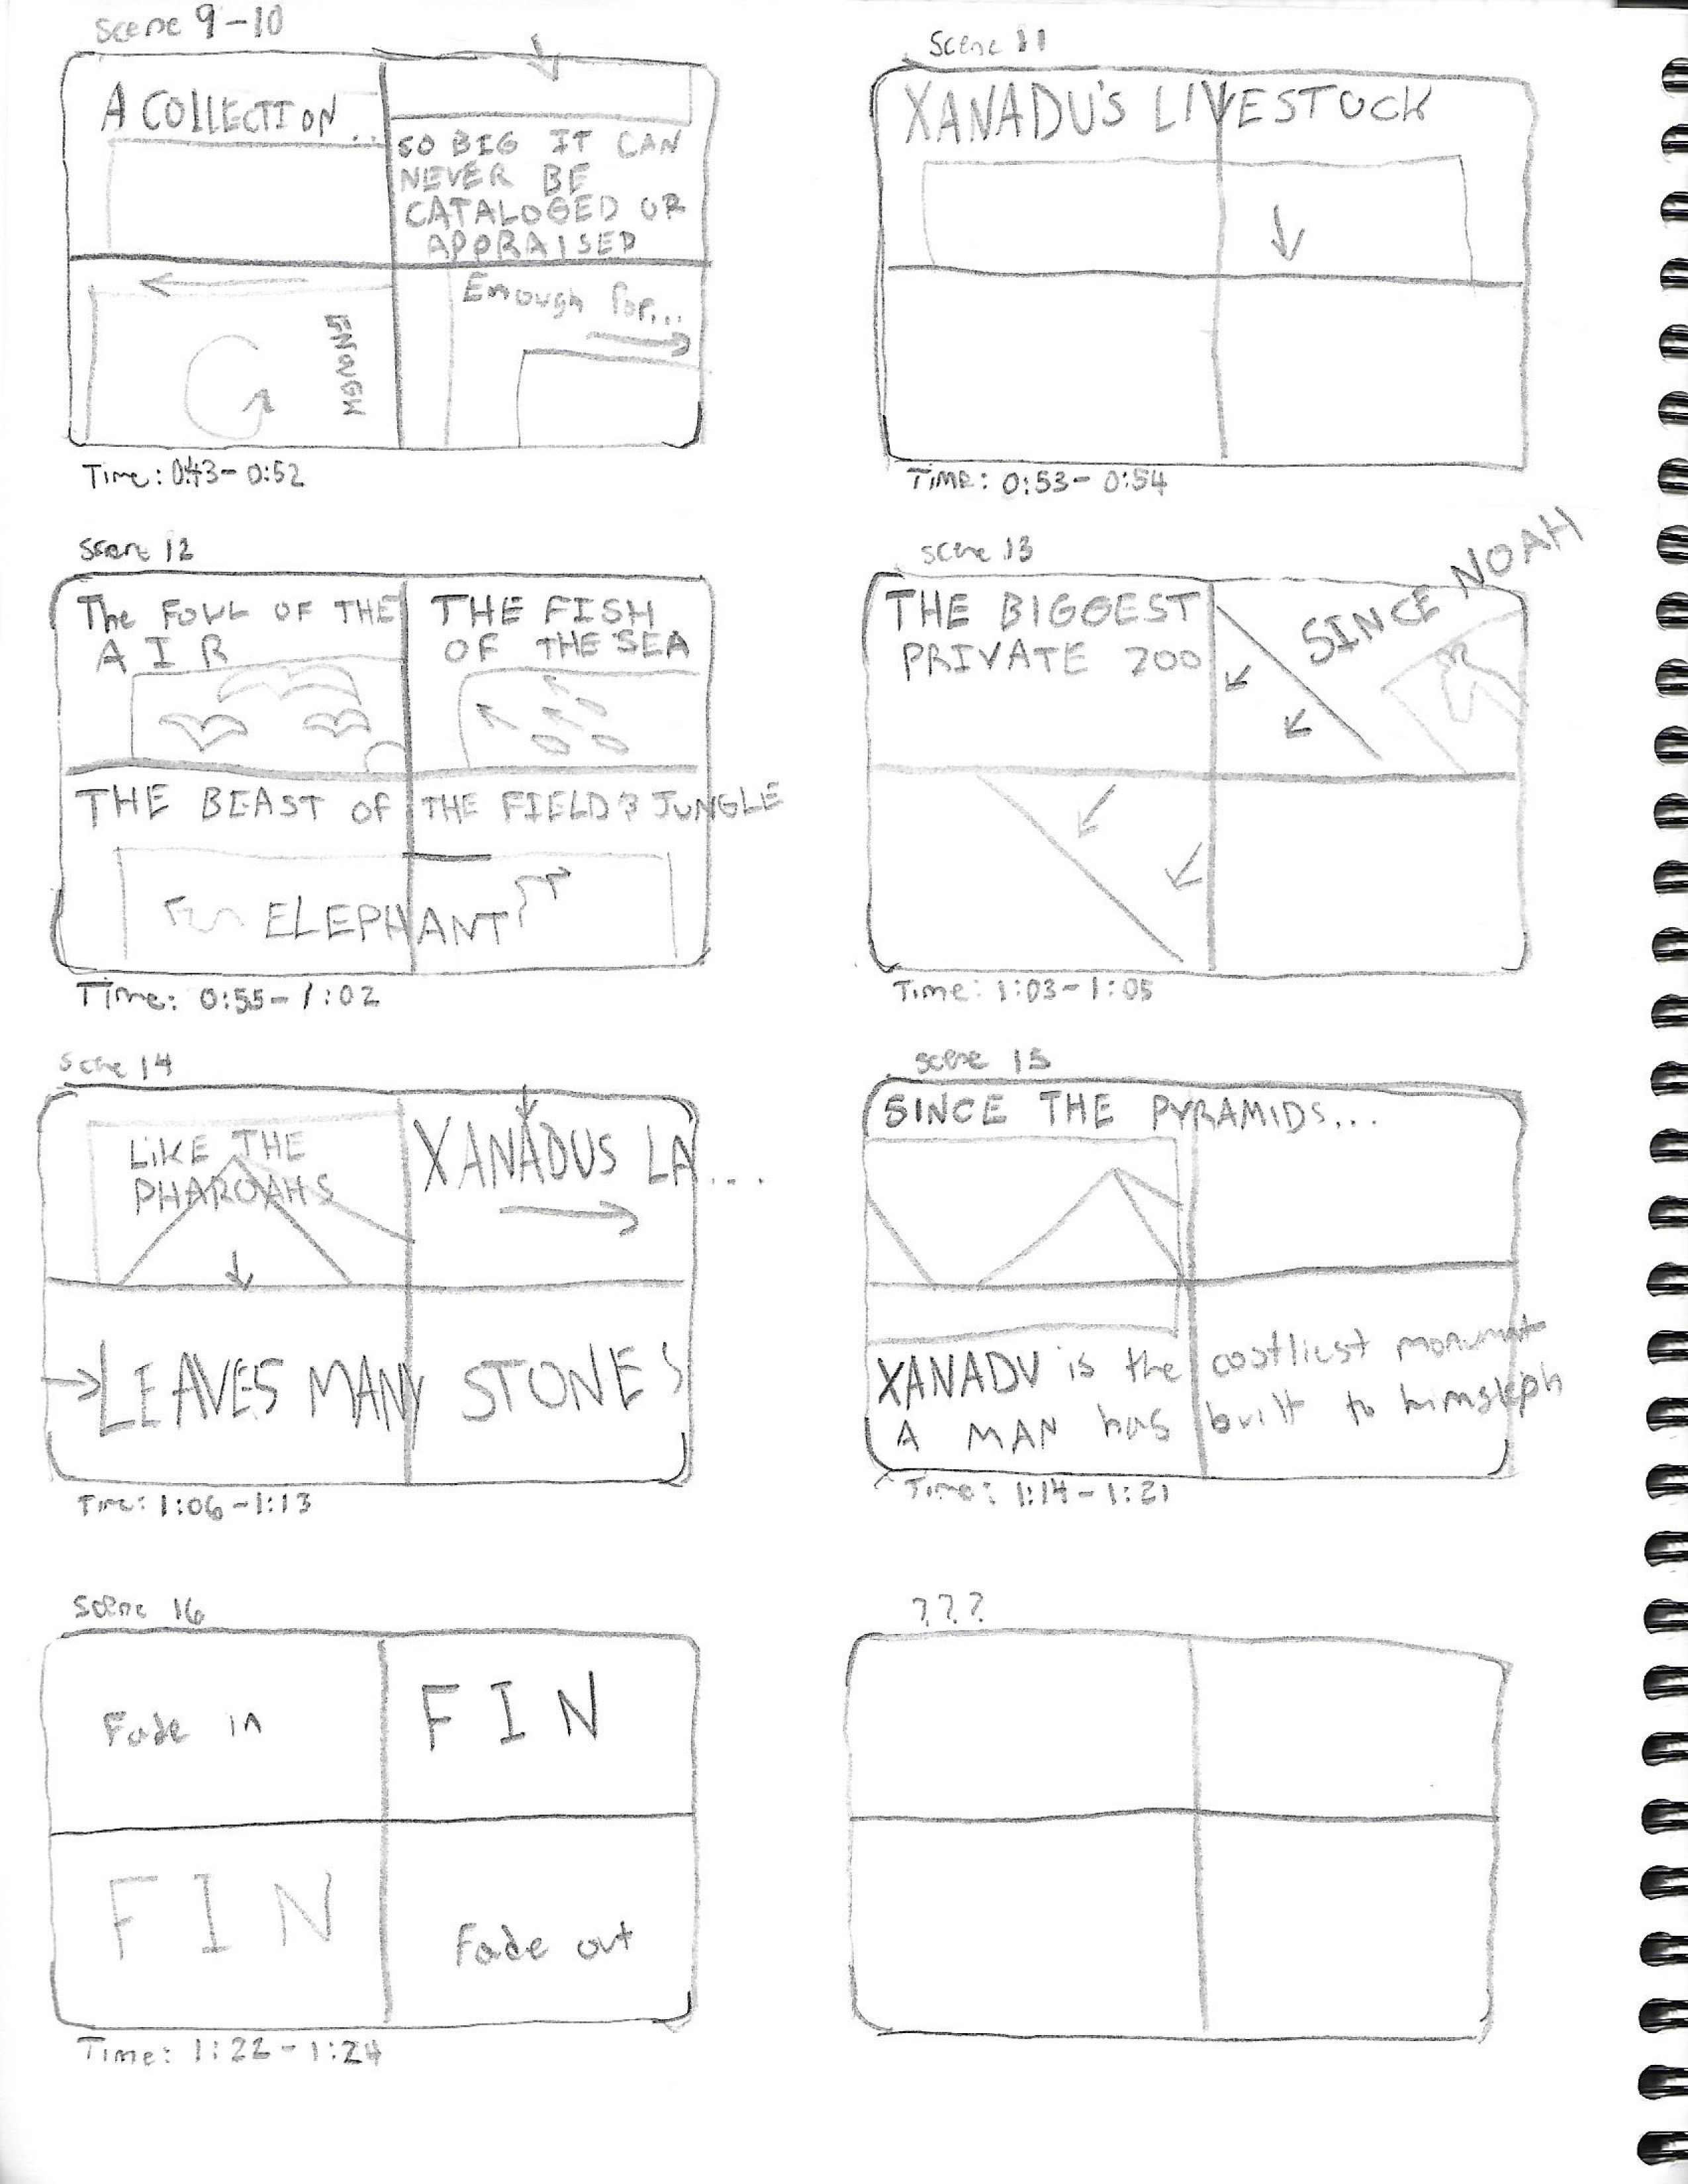 Scene 9-10
A COLLECTION...
SO BIG IT CAN
NEVER BE
CATALOGED OR
APPRAISED
ENOUGH
Enough for...
Time: 0:43- 0:52
Scene 11
XANADU'S LIVESTOCK
Time: 0:53- 0:54
Scene 12
The FOWL OF THE
AIR
THE FISH
OF THE SEA
THE BEAST OF THE FIELD & JUNGLE
ELEPHANT
Time: 0:55-1:02
Scene 13
THE BIGGEST
PRIVATE ZOO
SINCE NOAH
Time: 1:03-1:05
Scene 14
LIKE THE
PHAROAHS
XANADUS LA...
LEAVES MANY STONES
Time: 1:06-1:13
Scene 15
SINCE THE PYRAMIDS...
XANADU is the costliest
A MAN has built to
Time: 1:14-1:21
Scene 16
Fade in
FIN
FIN
Fade out
Time: 1:22-1:24
???